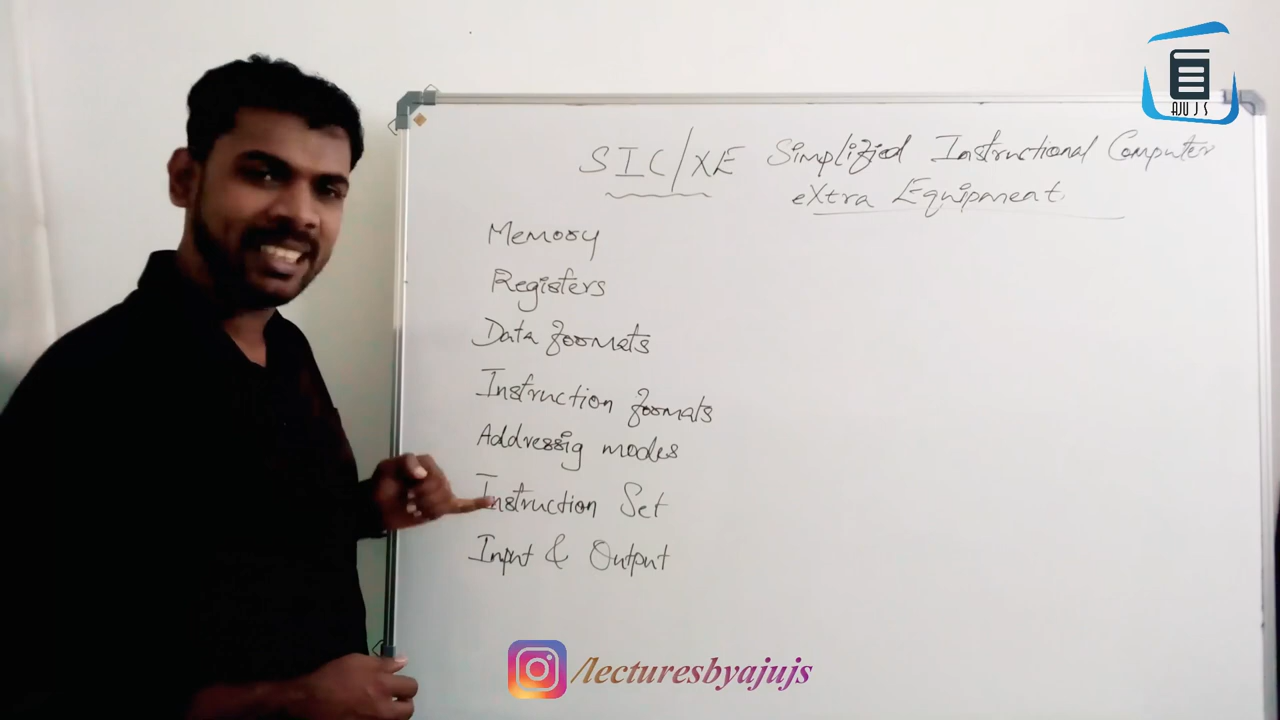 AJU J S
SIC/XE Simplified Instructional Computer
eXtra Equipment
Memory
Registers
Data formats
Instruction formats
Addressig modes
Instruction Set
Input & Output
/lecturesbyajujs